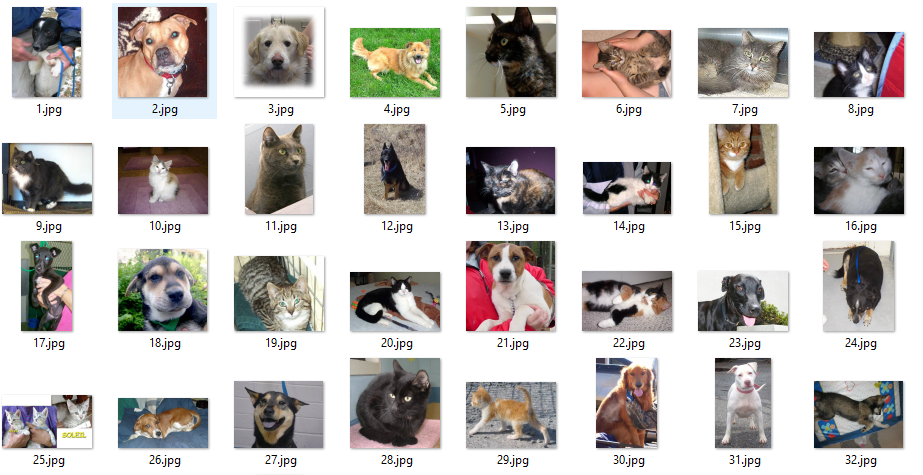 1.jpg 2.jpg 3.jpg 4.jpg 5.jpg 6.jpg 7.jpg 8.jpg
9.jpg 10.jpg 11.jpg 12.jpg 13.jpg 14.jpg 15.jpg 16.jpg
17.jpg 18.jpg 19.jpg 20.jpg 21.jpg 22.jpg 23.jpg 24.jpg
SOLEIL
25.jpg 26.jpg 27.jpg 28.jpg 29.jpg 30.jpg 31.jpg 32.jpg